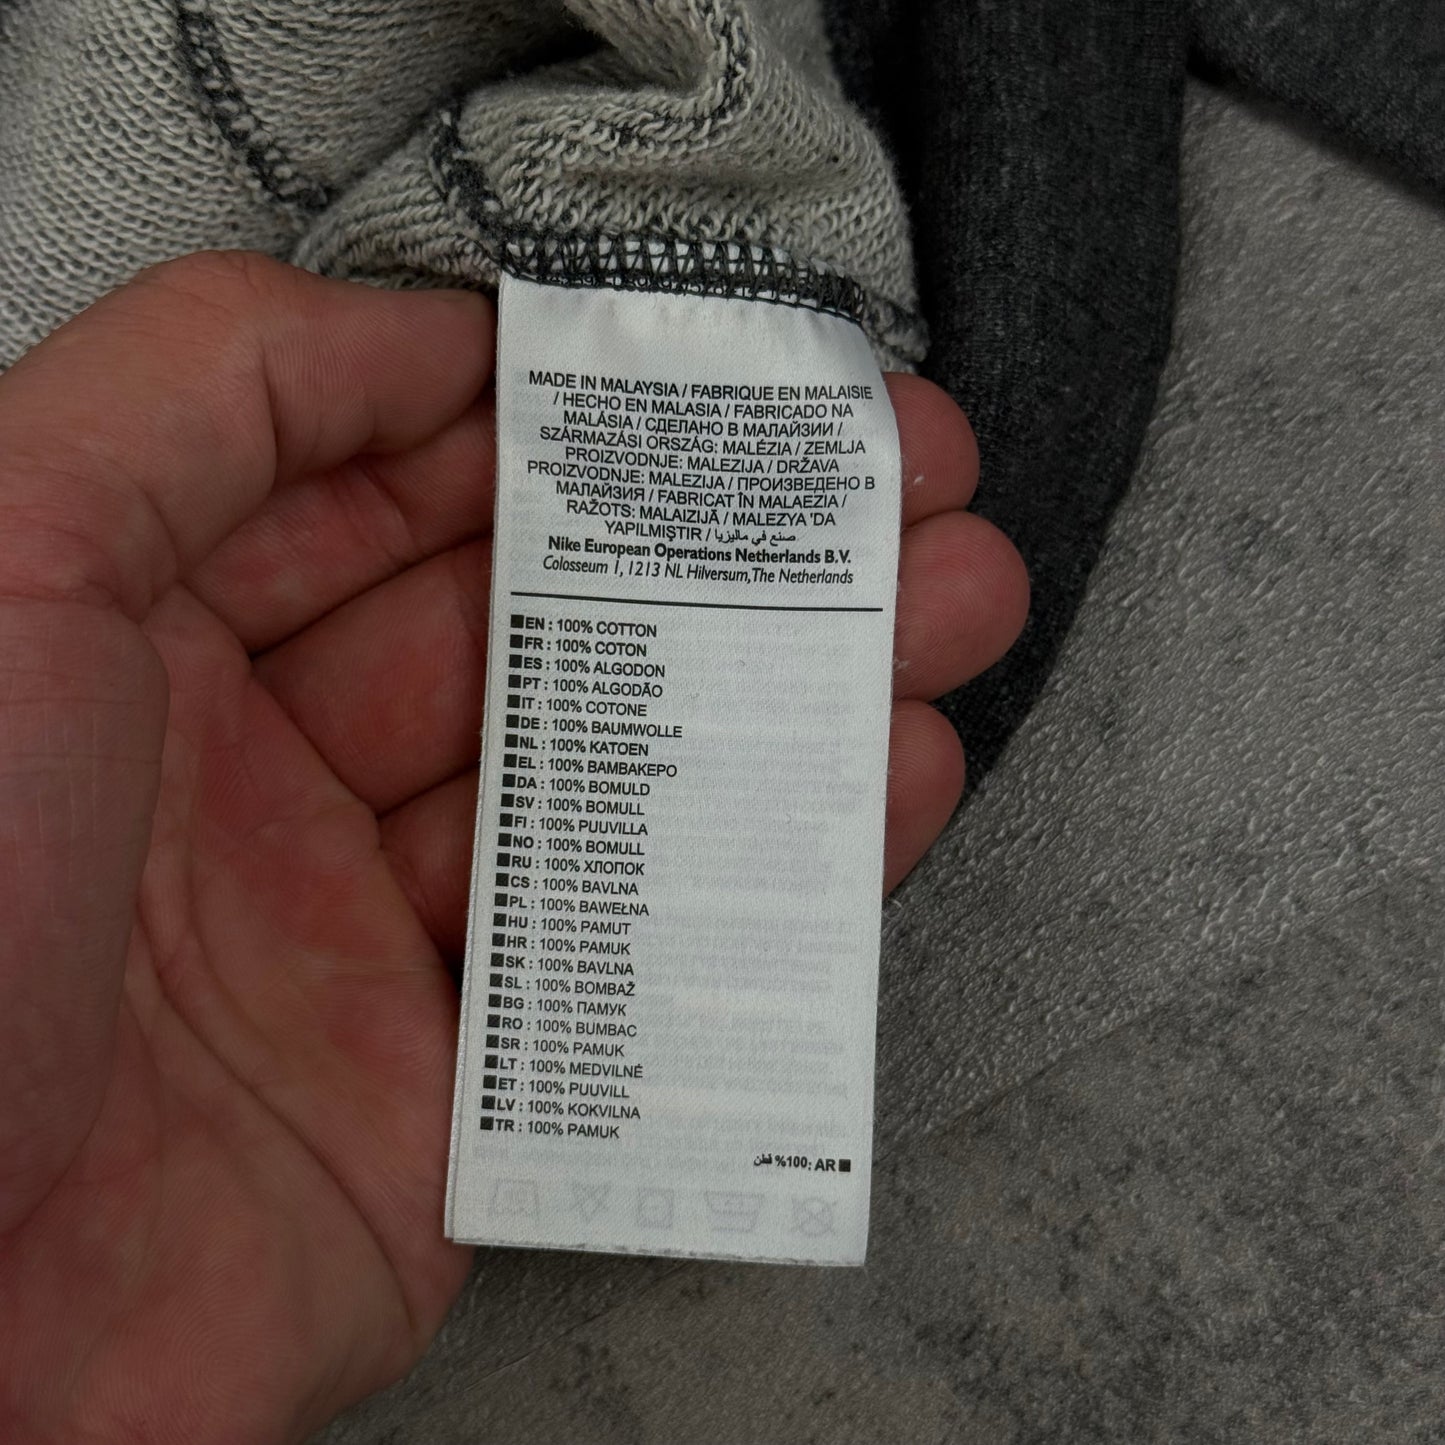 MADE IN MALAYSIA / FABRIQUE EN MALAISIE
/ HECHO EN MALASIA / FABRICADO NA
MALÁSIA / СДЕЛАНО В МАЛАЙЗИИ /
SZÁRMAZÁSI ORSZÁG: MALÉZIA / ZEMLJA
PROIZVODNJE: MALEZIJA / DRŽAVA
PROIZVODNJE: MALEZIJA / ПРОИЗВЕДЕНО В
МАЛАЙЗИЯ / FABRICAT ÎN MALAEZIA /
RAŽOTS: MALAIZIJĀ / MALEZYA 'DA
YAPILMIŞTIR / صنع في ماليزيا
Nike European Operations Netherlands B.V.
Colosseum 1, 1213 NL Hilversum,The Netherlands
EN : 100% COTTON
FR : 100% COTON
ES : 100% ALGODON
PT : 100% ALGODÃO
IT : 100% COTONE
DE : 100% BAUMWOLLE
NL : 100% KATOEN
EL : 100% ΒΑΜΒΑΚΕΡΟ
DA : 100% BOMULD
SV : 100% BOMULL
FI : 100% PUUVILLA
NO : 100% BOMULL
RU : 100% ХЛОПОК
CS : 100% BAVLNA
PL : 100% BAWEŁNA
HU : 100% PAMUT
HR : 100% PAMUK
SK : 100% BAVLNA
SL : 100% BOMBAŽ
BG : 100% ПАМУК
RO : 100% BUMBAC
SR : 100% PAMUK
LT : 100% MEDVILNĖ
ET : 100% PUUVILL
LV : 100% KOKVILNA
TR : 100% PAMUK
AR :100% قطن